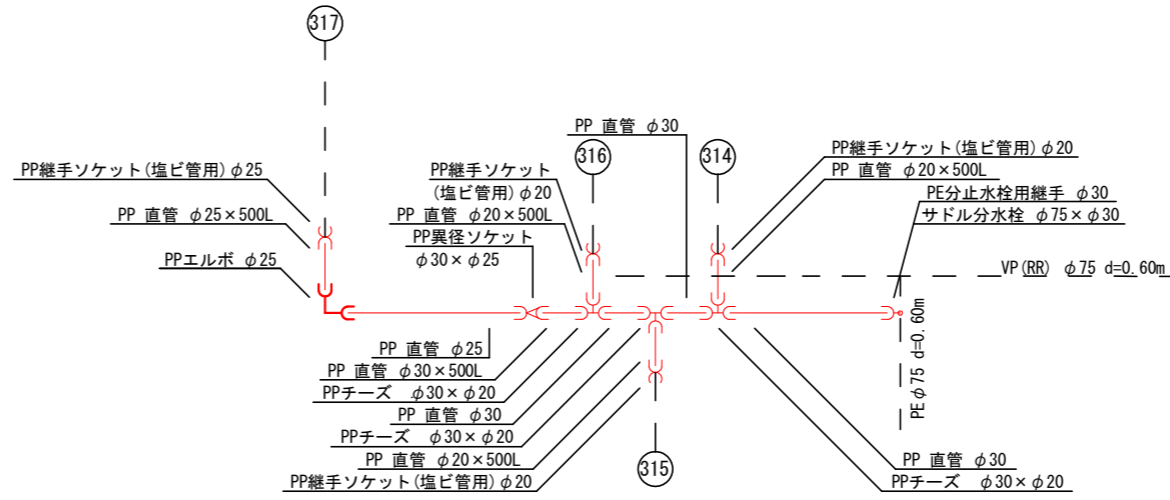 317
PP 直管 φ30
316
314
PP継手ソケット(塩ビ管用)φ25
PP 直管 φ25×500L
PPエルボ φ25
PP継手ソケット
(塩ビ管用)φ20
PP 直管 φ20×500L
PP異径ソケット
φ30×φ25
PP継手ソケット(塩ビ管用)φ20
PP 直管 φ20×500L
PE分止水栓用継手 φ30
サドル分水栓 φ75×φ30
VP(RR) φ75 d=0.60m
PE φ75 d=0.60m
PP 直管 φ25
PP 直管 φ30×500L
PPチーズ φ30×φ20
PP 直管 φ30
PPチーズ φ30×φ20
PP 直管 φ20×500L
PP継手ソケット(塩ビ管用)φ20
315
PP 直管 φ30
PPチーズ φ30×φ20